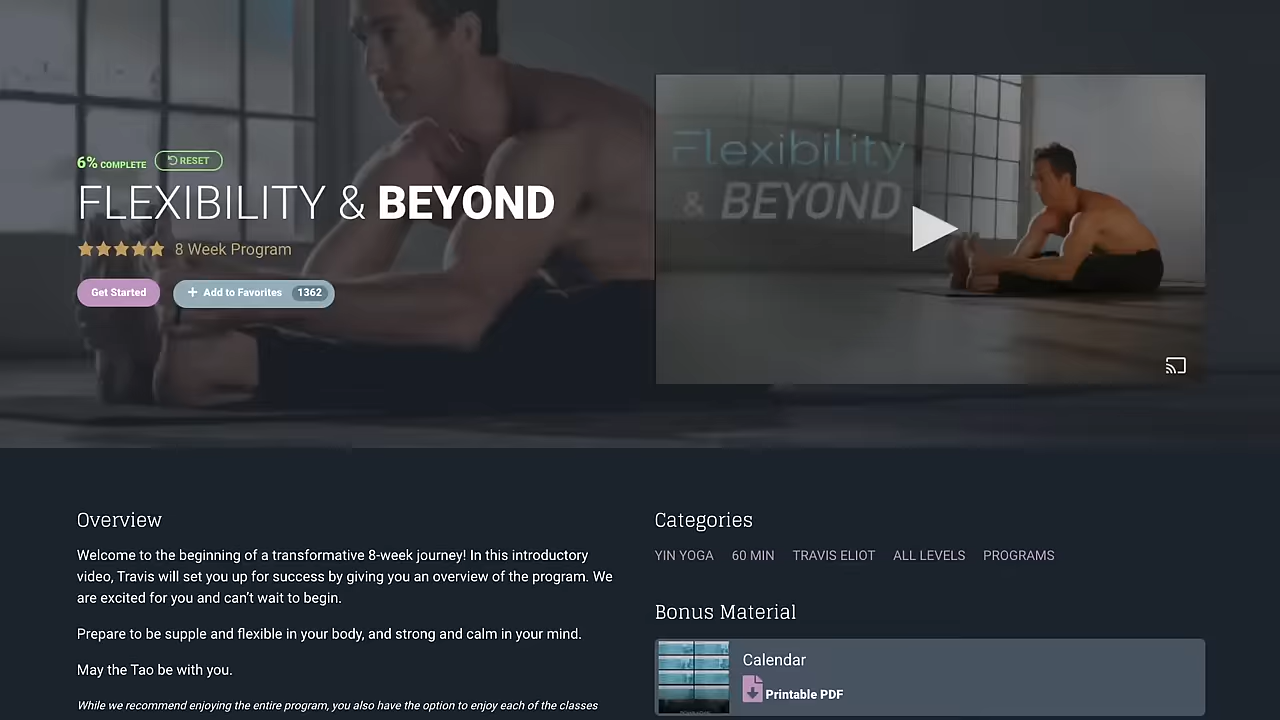 6% COMPLETE RESET
FLEXIBILITY & BEYOND
8 Week Program
Get Started
+ Add to Favorites 1362
Flexibility
& BEYOND
Overview
Welcome to the beginning of a transformative 8-week journey! In this introductory
video, Travis will set you up for success by giving you an overview of the program. We
are excited for you and can’t wait to begin.
Prepare to be supple and flexible in your body, and strong and calm in your mind.
May the Tao be with you.
While we recommend enjoying the entire program, you also have the option to enjoy each of the classes
Categories
YIN YOGA 60 MIN TRAVIS ELIOT ALL LEVELS PROGRAMS
Bonus Material
Calendar
Printable PDF